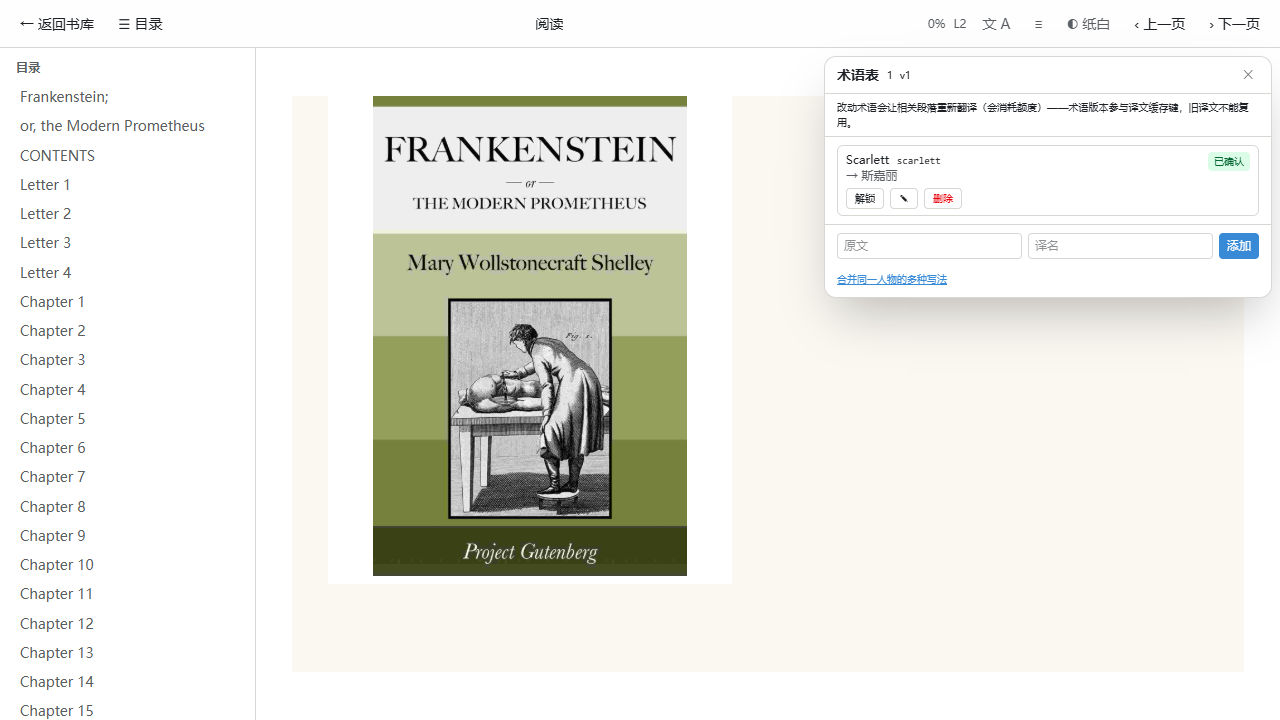 ← 返回书库 ☰ 目录 阅读 0% L2 文 A ≡ ◐ 纸白 ‹ 上一页 › 下一页
目录
Frankenstein;
or, the Modern Prometheus
CONTENTS
Letter 1
Letter 2
Letter 3
Letter 4
Chapter 1
Chapter 2
Chapter 3
Chapter 4
Chapter 5
Chapter 6
Chapter 7
Chapter 8
Chapter 9
Chapter 10
Chapter 11
Chapter 12
Chapter 13
Chapter 14
Chapter 15
FRANKENSTEIN
— or —
THE MODERN PROMETHEUS
Mary Wollstonecraft Shelley
Fig. 1.
Project Gutenberg
术语表 1 v1 ×
改动术语会让相关段落重新翻译（会消耗额度）——术语版本参与译文缓存键，旧译文不能复
用。
Scarlett scarlett 已确认
→ 斯嘉丽
解锁 删除
原文 译名 添加
合并同一人物的多种写法